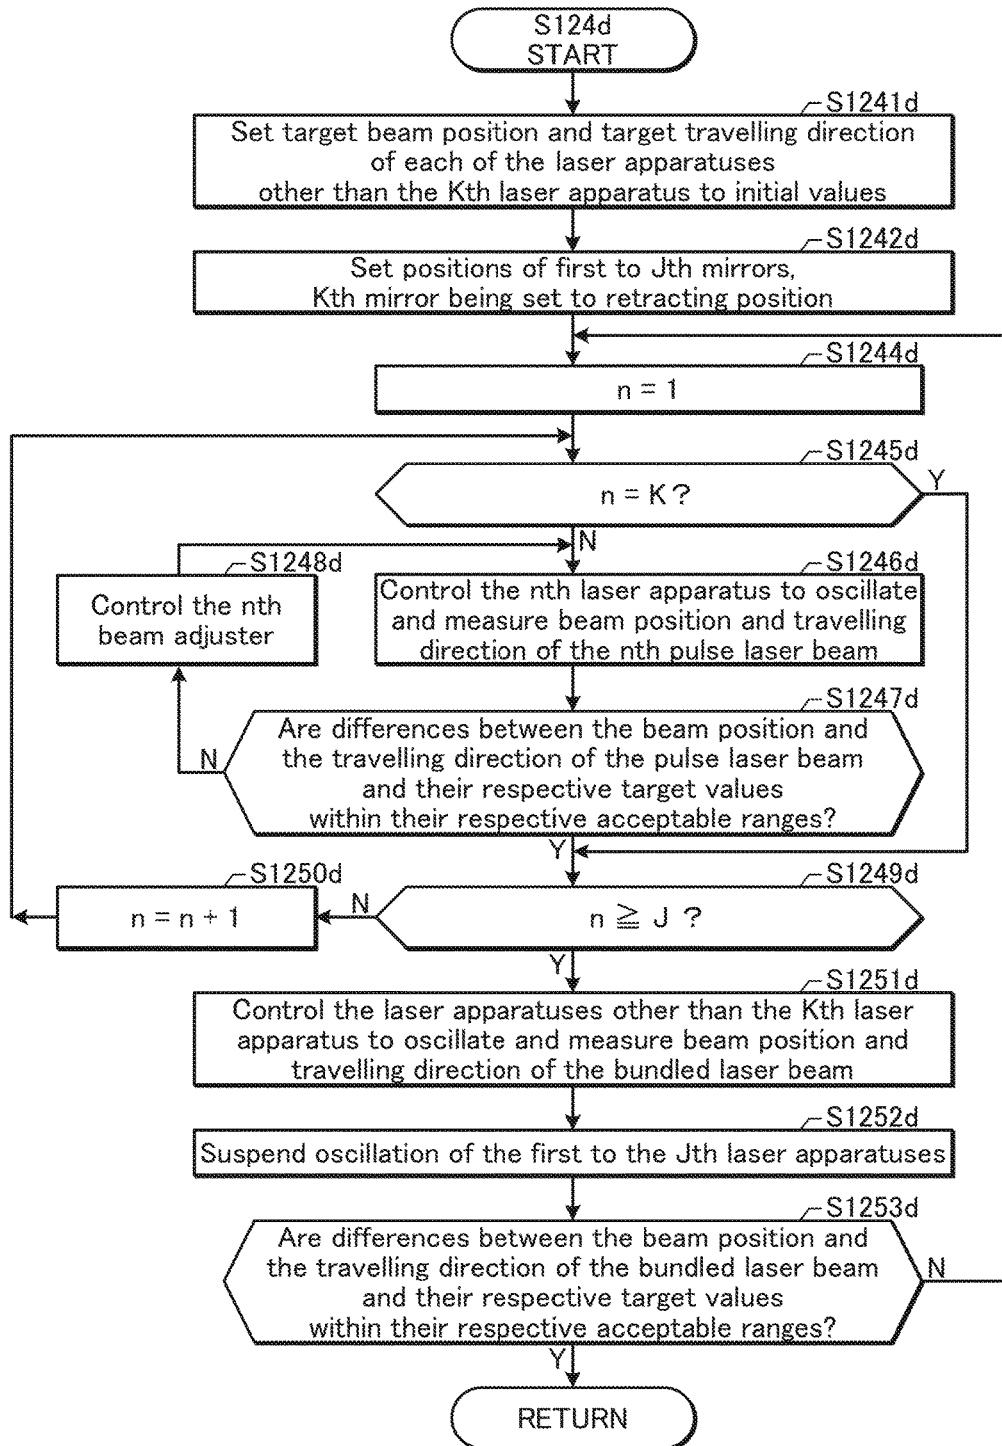 S124d
START
S1241d
Set target beam position and target travelling direction
of each of the laser apparatuses
other than the Kth laser apparatus to initial values
S1242d
Set positions of first to Jth mirrors,
Kth mirror being set to retracting position
S1244d
n = 1
S1245d
n = K ?
Y
N
S1248d
Control the nth
beam adjuster
S1246d
Control the nth laser apparatus to oscillate
and measure beam position and travelling
direction of the nth pulse laser beam
S1247d
Are differences between the beam position and
the travelling direction of the pulse laser beam
and their respective target values
within their respective acceptable ranges?
N
Y
S1250d
n = n + 1
S1249d
n ≧ J ?
N
Y
S1251d
Control the laser apparatuses other than the Kth laser
apparatus to oscillate and measure beam position and
travelling direction of the bundled laser beam
S1252d
Suspend oscillation of the first to the Jth laser apparatuses
S1253d
Are differences between the beam position and
the travelling direction of the bundled laser beam
and their respective target values
within their respective acceptable ranges?
N
Y
RETURN